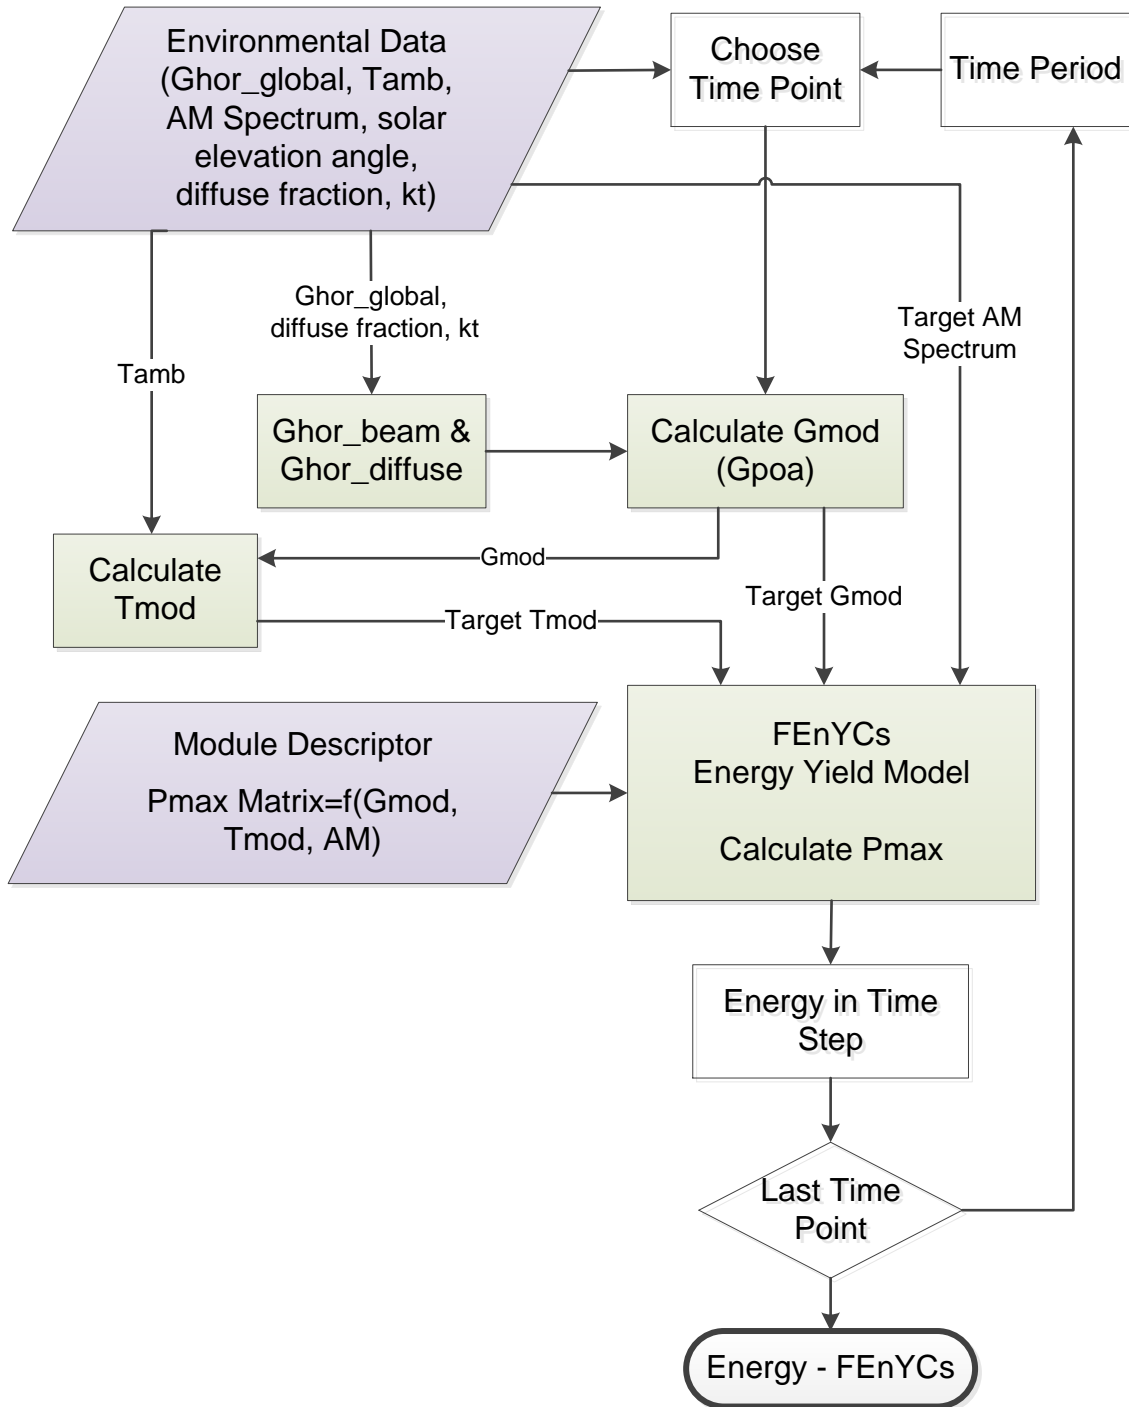 Environmental Data
(Ghor_global, Tamb,
AM Spectrum, solar
elevation angle,
diffuse fraction, kt)
Choose
Time Point
Time Period
Ghor_global,
diffuse fraction, kt
Target AM
Spectrum
Tamb
Ghor_beam &
Ghor_diffuse
Calculate Gmod
(Gpoa)
Gmod
Calculate
Tmod
Target Gmod
Target Tmod
Module Descriptor
Pmax Matrix=f(Gmod,
Tmod, AM)
FEnYCs
Energy Yield Model
Calculate Pmax
Energy in Time
Step
Last Time
Point
Energy - FEnYCs